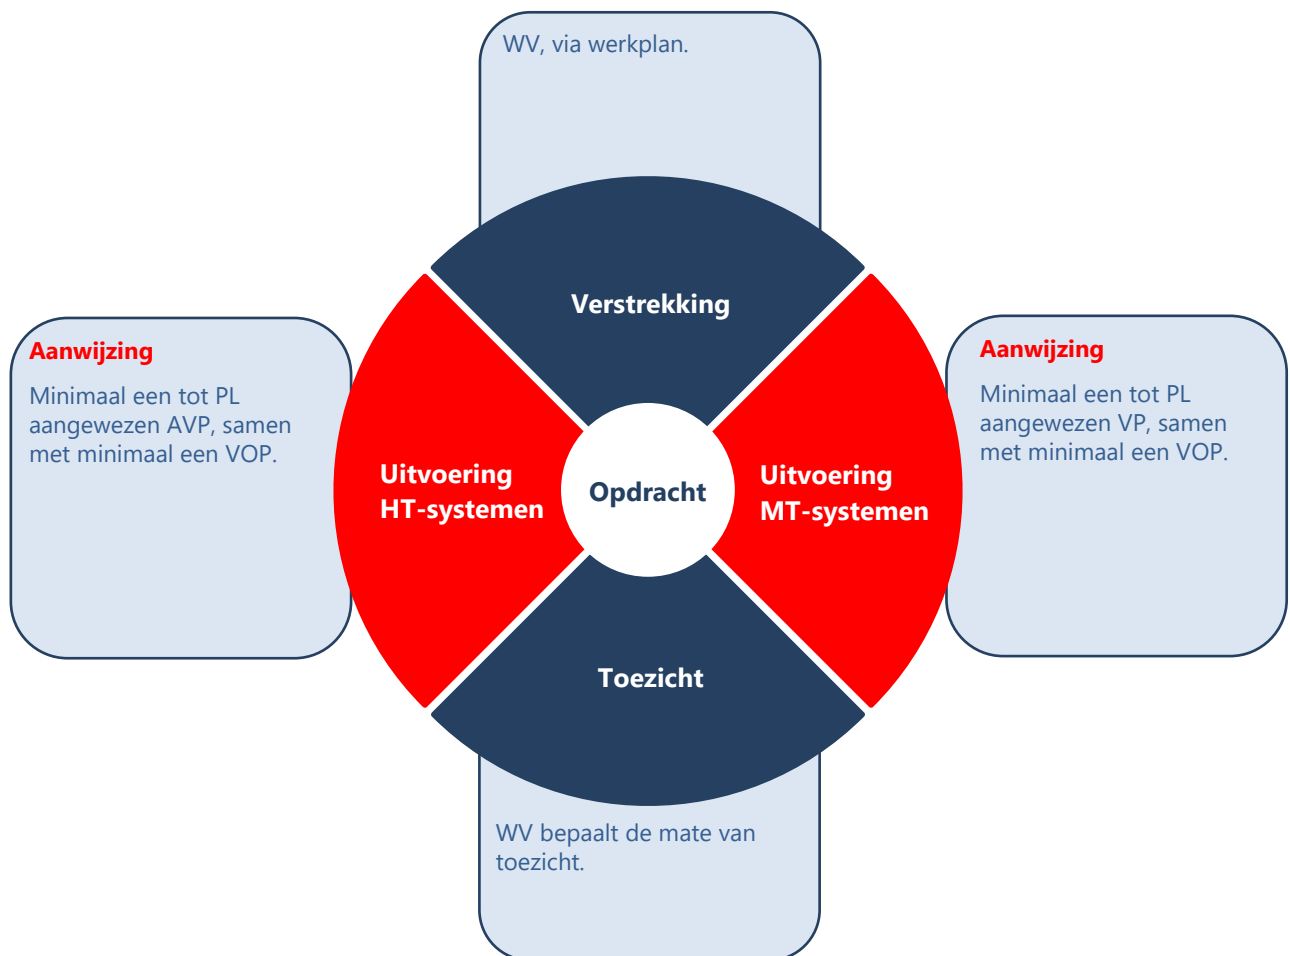 WV, via werkplan.
Verstrekking
Aanwijzing
Minimaal een tot PL
aangewezen AVP, samen
met minimaal een VOP.
Uitvoering
HT-systemen
Opdracht
Uitvoering
MT-systemen
Aanwijzing
Minimaal een tot PL
aangewezen VP, samen
met minimaal een VOP.
Toezicht
WV bepaalt de mate van
toezicht.